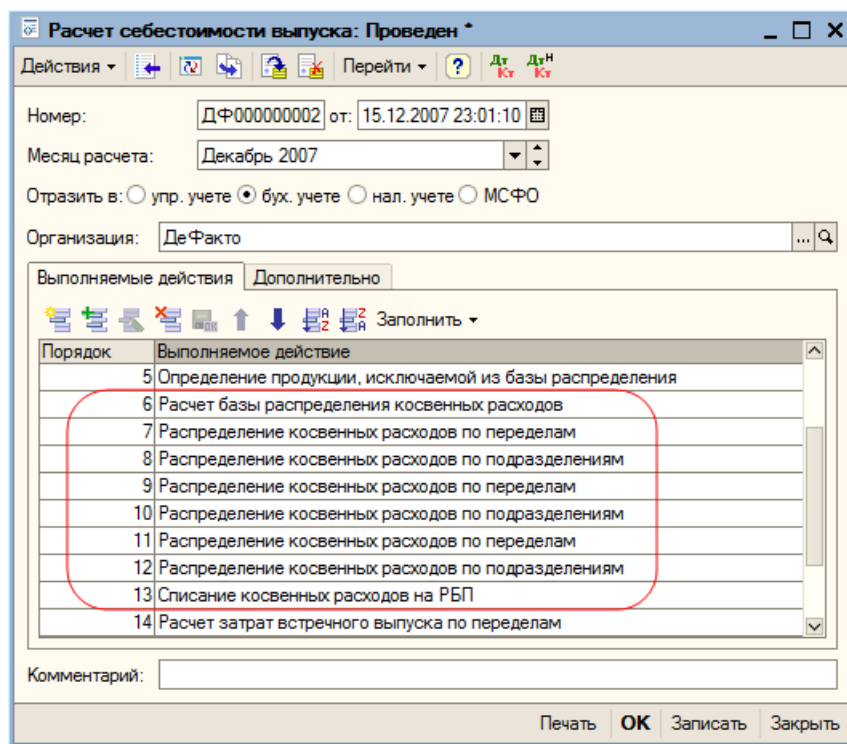 Расчет себестоимости выпуска: Проведен *
Действия Перейти ? Дт Кт Дт Кт Н
Номер: ДФ000000002 от: 15.12.2007 23:01:10
Месяц расчета: Декабрь 2007
Отразить в: упр. учете бух. учете нал. учете МСФО
Организация: ДеФакто ...
Выполняемые действия Дополнительно
Заполнить
Порядок Выполняемое действие
5 Определение продукции, исключаемой из базы распределения
6 Расчет базы распределения косвенных расходов
7 Распределение косвенных расходов по переделам
8 Распределение косвенных расходов по подразделениям
9 Распределение косвенных расходов по переделам
10 Распределение косвенных расходов по подразделениям
11 Распределение косвенных расходов по переделам
12 Распределение косвенных расходов по подразделениям
13 Списание косвенных расходов на РБП
14 Расчет затрат встречного выпуска по переделам
Комментарий:
Печать OK Записать Закрыть